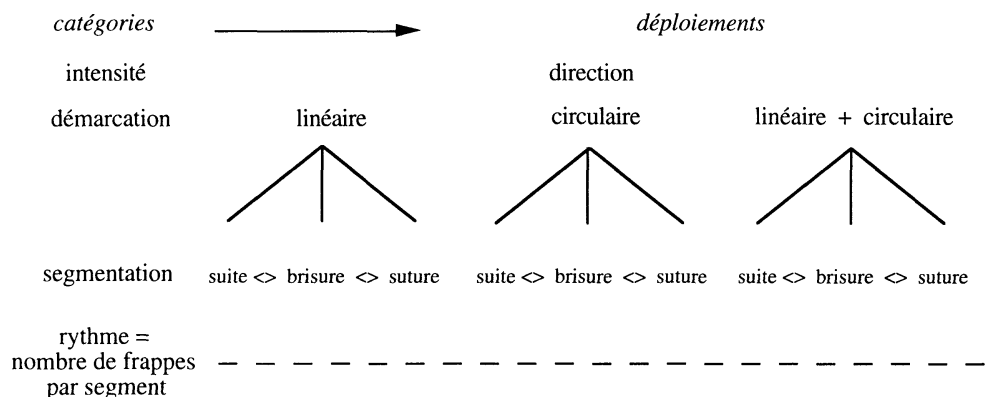 catégories déploiements
intensité direction
démarcation linéaire circulaire linéaire + circulaire
segmentation suite <> brisure <> suture suite <> brisure <> suture suite <> brisure <> suture
rythme =
nombre de frappes
par segment